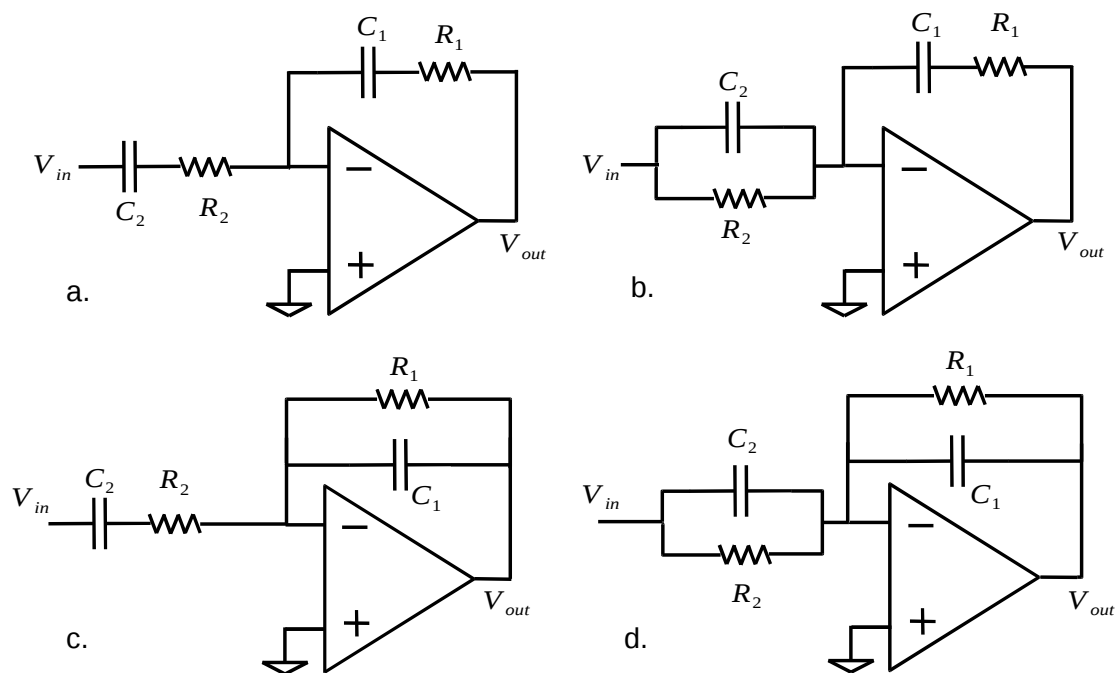 C1
R1
Vin
C2
R2
−
+
Vout
a.
C1
R1
C2
Vin
R2
−
+
Vout
b.
R1
C2
R2
Vin
C1
−
+
Vout
c.
R1
C2
Vin
C1
R2
−
+
Vout
d.